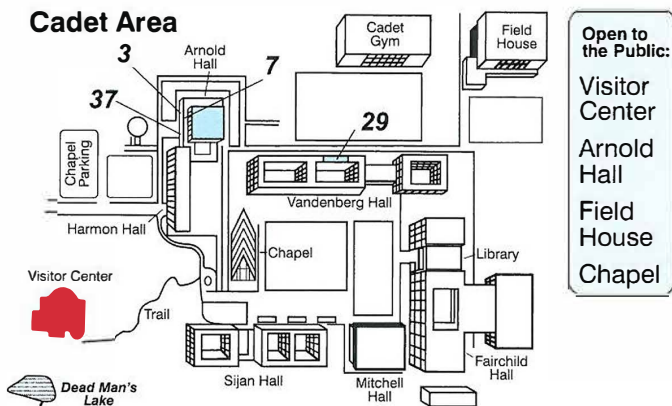 Cadet Area
Cadet
Gym
Field
House
Arnold
Hall
3
7
37
29
Chapel
Parking
Vandenberg Hall
Harmon Hall
Chapel
Library
Visitor Center
Trail
Sijan Hall
Mitchell
Hall
Fairchild
Hall
Dead Man's
Lake
Open to
the Public:
Visitor
Center
Arnold
Hall
Field
House
Chapel